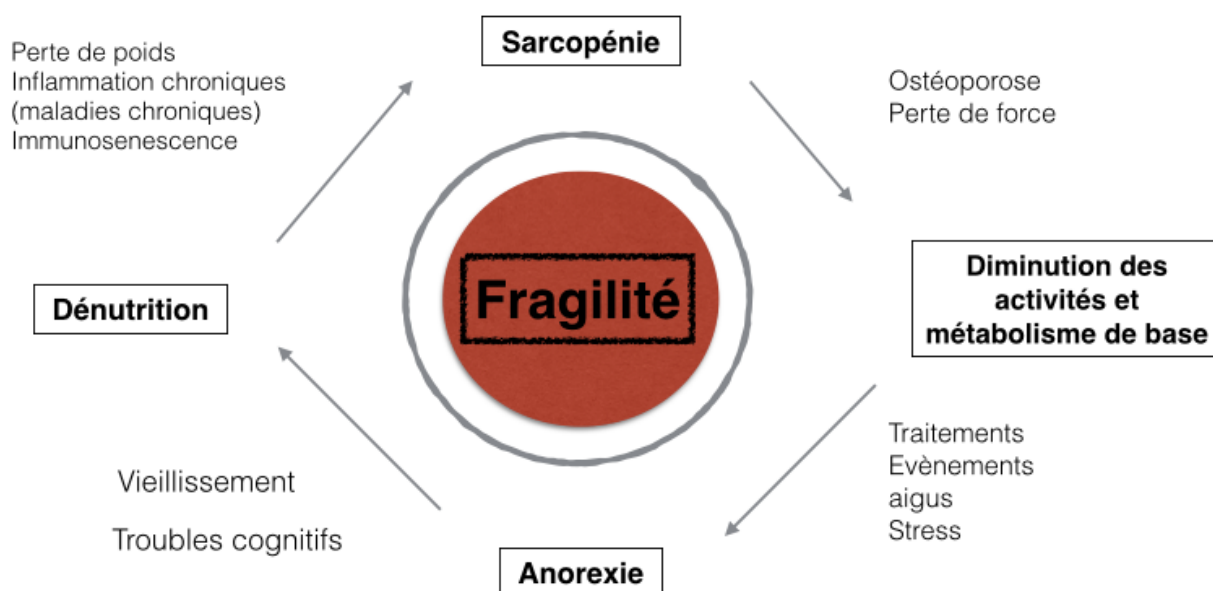 Sarcopénie
Perte de poids
Inflammation chroniques
(maladies chroniques)
Immunosenescence
Ostéoporose
Perte de force
Fragilité
Dénutrition
Diminution des
activités et
métabolisme de base
Traitements
Evènements
aigus
Stress
Vieillissement
Troubles cognitifs
Anorexie